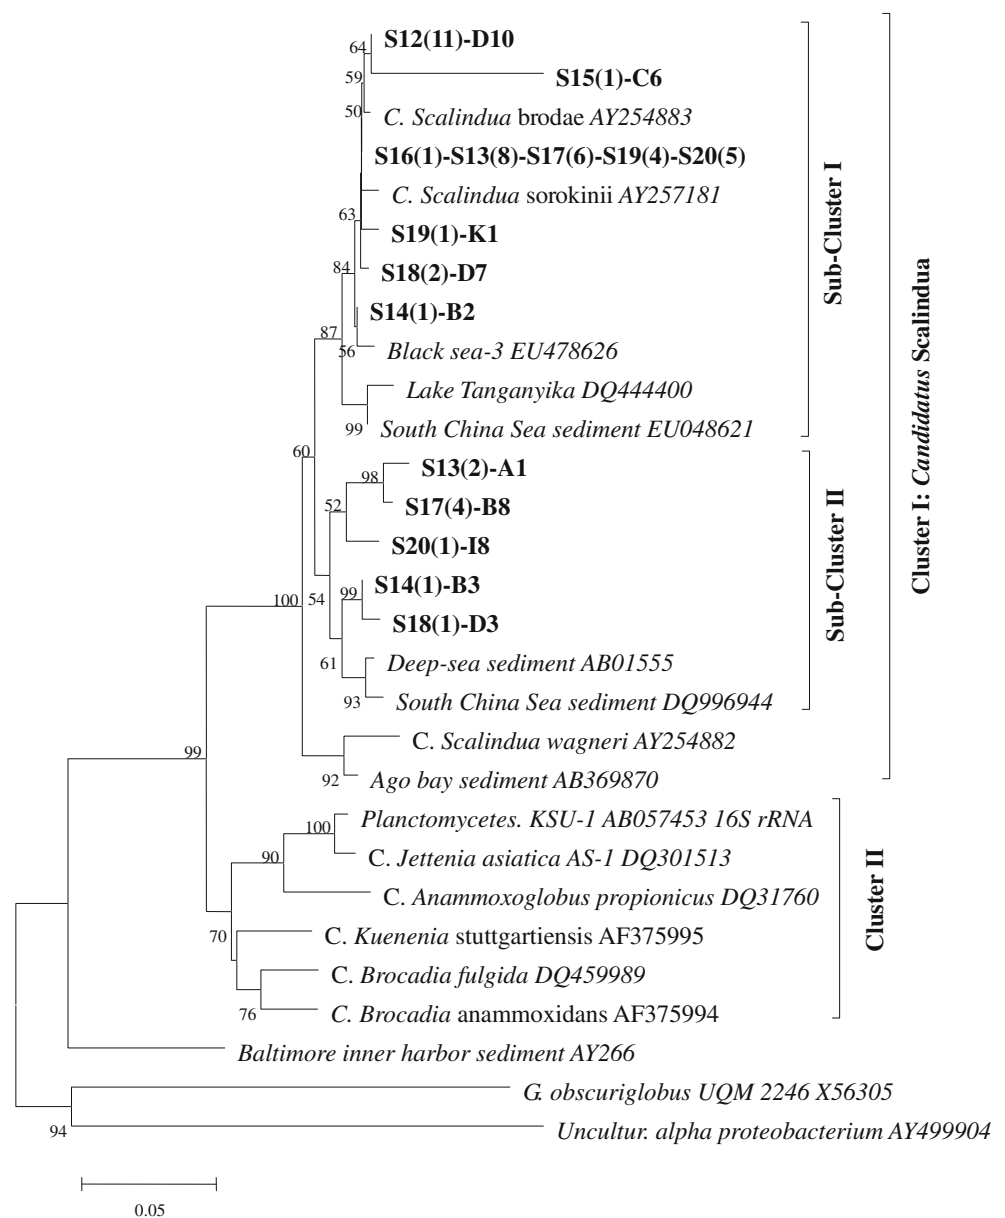 S12(11)-D10
64
S15(1)-C6
59
50
C. Scalindua brodae AY254883
S16(1)-S13(8)-S17(6)-S19(4)-S20(5)
C. Scalindua sorokinii AY257181
63
S19(1)-K1
84
S18(2)-D7
S14(1)-B2
87
56
Black sea-3 EU478626
Lake Tanganyika DQ444400
99
South China Sea sediment EU048621
Sub-Cluster I
60
S13(2)-A1
98
S17(4)-B8
52
S20(1)-I8
S14(1)-B3
99
100
54
S18(1)-D3
61
Deep-sea sediment AB01555
93
South China Sea sediment DQ996944
Sub-Cluster II
C. Scalindua wagneri AY254882
99
92
Ago bay sediment AB369870
Cluster I: Candidatus Scalindua
Planctomycetes. KSU-1 AB057453 16S rRNA
100
C. Jettenia asiatica AS-1 DQ301513
90
C. Anammoxoglobus propionicus DQ31760
70
C. Kuenenia stuttgartiensis AF375995
C. Brocadia fulgida DQ459989
76
C. Brocadia anammoxidans AF375994
Cluster II
Baltimore inner harbor sediment AY266
G. obscuriglobus UQM 2246 X56305
94
Uncultur. alpha proteobacterium AY499904
0.05